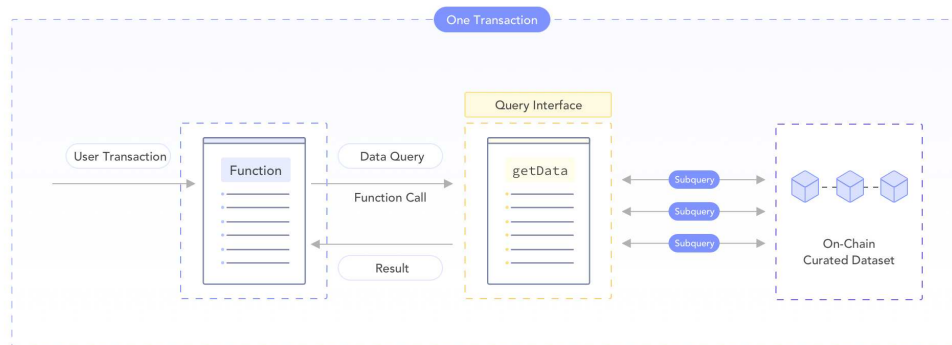 One Transaction
Query Interface
User Transaction
Function
Data Query
Function Call
Result
getData
Subquery
Subquery
Subquery
On-Chain
Curated Dataset